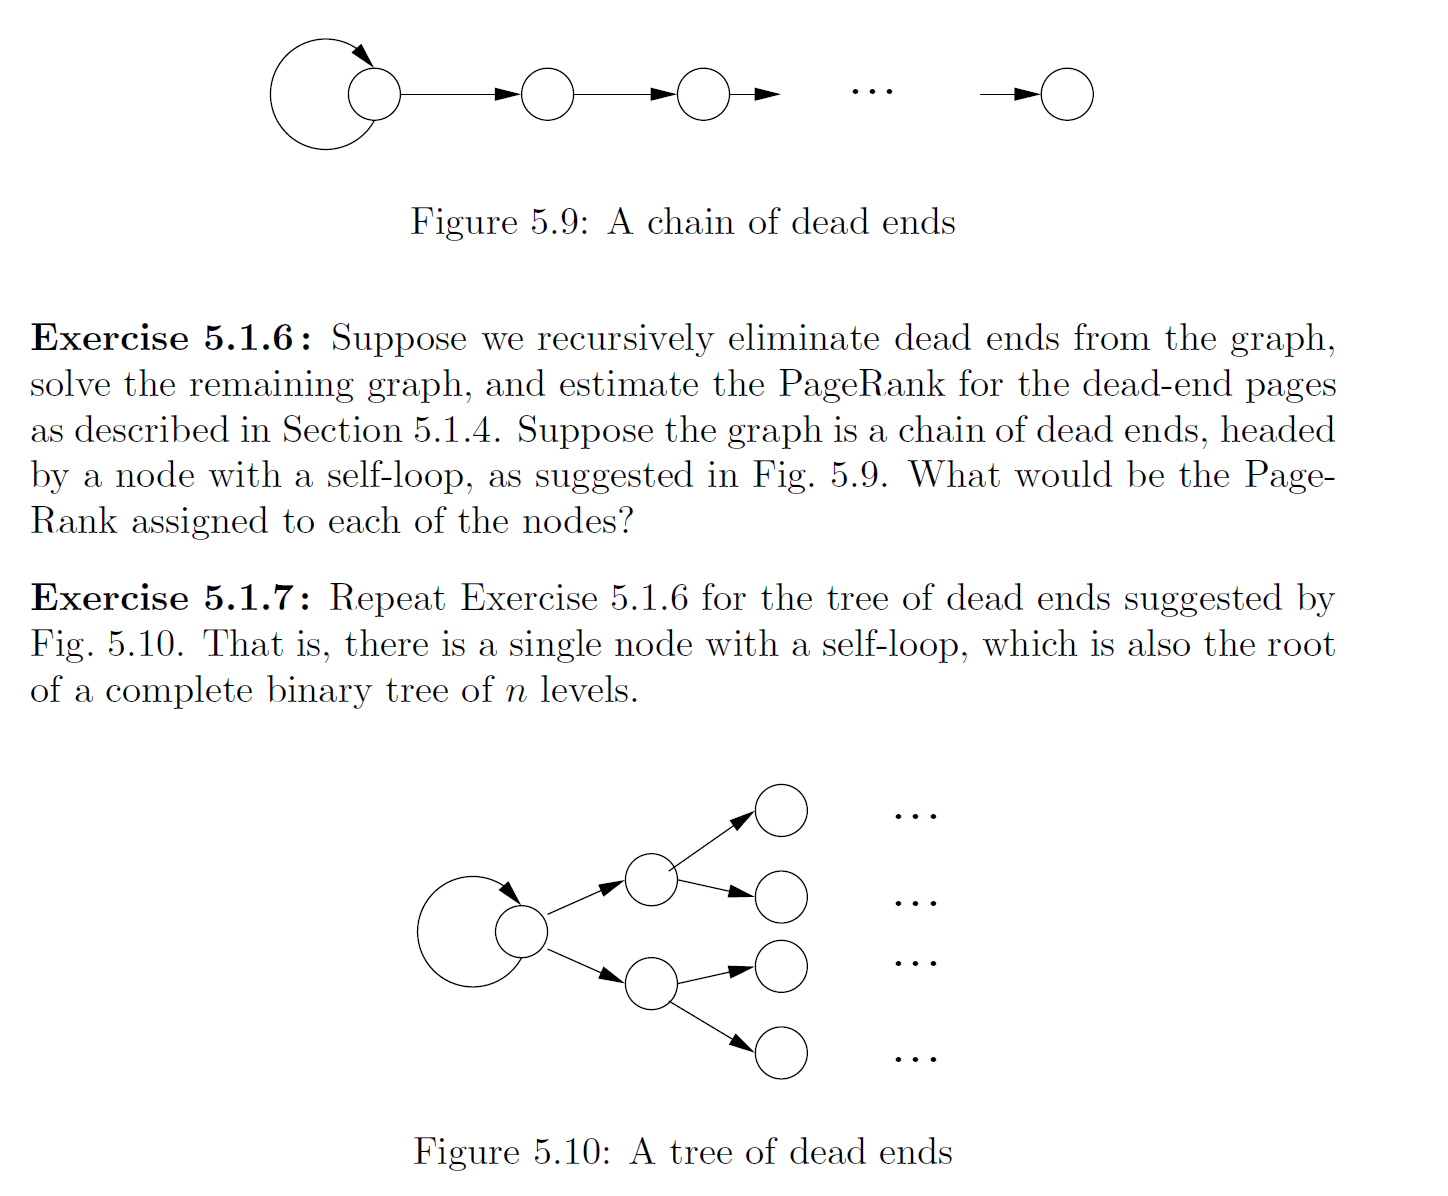 ...
Figure 5.9: A chain of dead ends
Exercise 5.1.6: Suppose we recursively eliminate dead ends from the graph,
solve the remaining graph, and estimate the PageRank for the dead-end pages
as described in Section 5.1.4. Suppose the graph is a chain of dead ends, headed
by a node with a self-loop, as suggested in Fig. 5.9. What would be the Page-
Rank assigned to each of the nodes?
Exercise 5.1.7: Repeat Exercise 5.1.6 for the tree of dead ends suggested by
Fig. 5.10. That is, there is a single node with a self-loop, which is also the root
of a complete binary tree of n levels.
...
...
...
...
Figure 5.10: A tree of dead ends